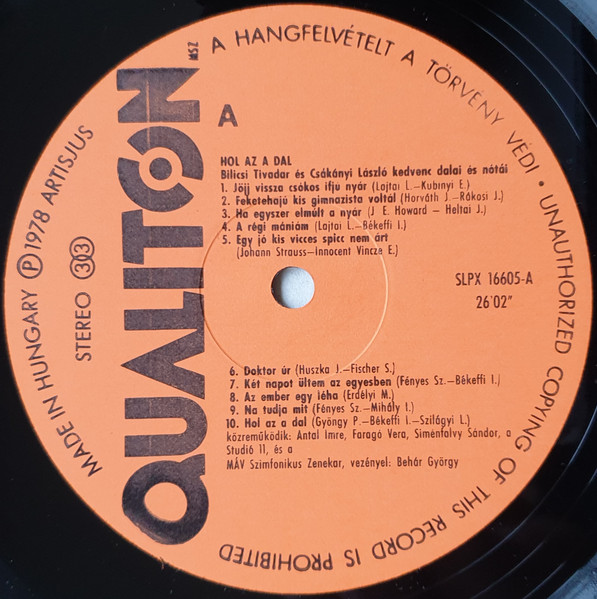 A HANGFELVÉTELT A TÖRVÉNY VÉDI • UNAUTHORIZED COPYING OF THIS RECORD IS PROHIBITED
MADE IN HUNGARY Ⓟ 1978 ARTISJUS
STEREO 33
QUALITON
MSZ
A
HOL AZ A DAL
Bilicsi Tivadar és Csákányi László kedvenc dalai és nótái
1. Jöjj vissza csókos ifju nyár (Lajtai L.–Kubinyi E.)
2. Feketehajú kis gimnazista voltál (Horváth J.–Rákosi J.)
3. Ha egyszer elmúlt a nyár (J. E. Howard – Heltai J.)
4. A régi mániám (Lajtai L.–Békeffi I.)
5. Egy jó kis vicces spicc nem árt
(Johann Strauss–Innocent Vincze E.)
SLPX 16605-A
26'02"
6. Doktor úr (Huszka J.–Fischer S.)
7. Két napot ültem az egyesben (Fényes Sz.–Békeffi I.)
8. Az ember egy léha (Erdélyi M.)
9. Na tudja mit (Fényes Sz.–Mihály I.)
10. Hol az a dal (Gyöngy P.–Békeffi I.–Szilágyi L.)
közreműködik: Antal Imre, Faragó Vera, Siménfalvy Sándor, a
Studió 11, és a
MÁV Szimfonikus Zenekar, vezényel: Behár György